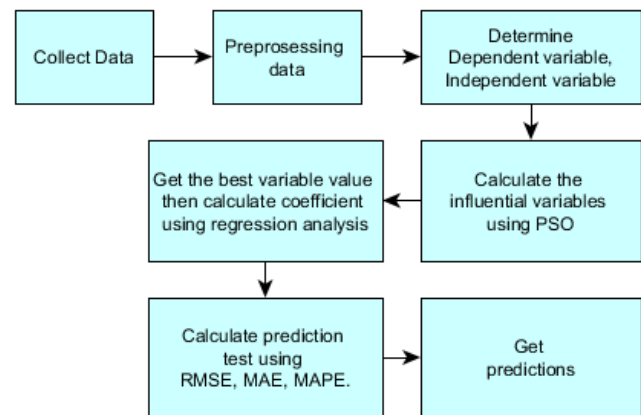 Collect Data
Preprosessing
data
Determine
Dependent variable,
Independent variable
Calculate the
influential variables
using PSO
Get the best variable value
then calculate coefficient
using regression analysis
Calculate prediction
test using
RMSE, MAE, MAPE.
Get
predictions